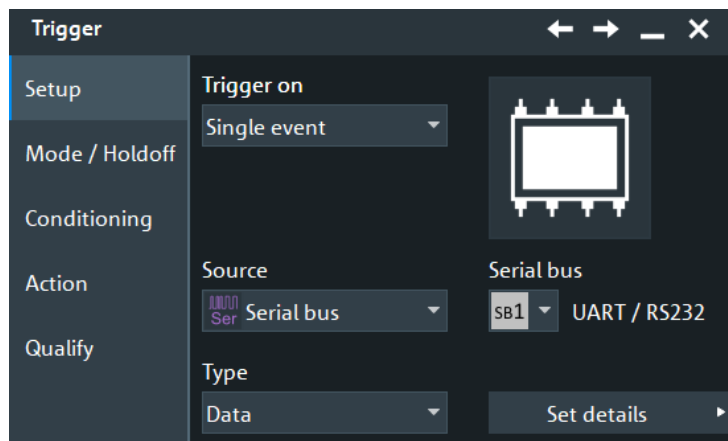 Trigger
Setup
Mode / Holdoff
Conditioning
Action
Qualify
Trigger on
Single event
Source
Serial bus
Ser Serial bus
SB1 UART / RS232
Type
Data
Set details